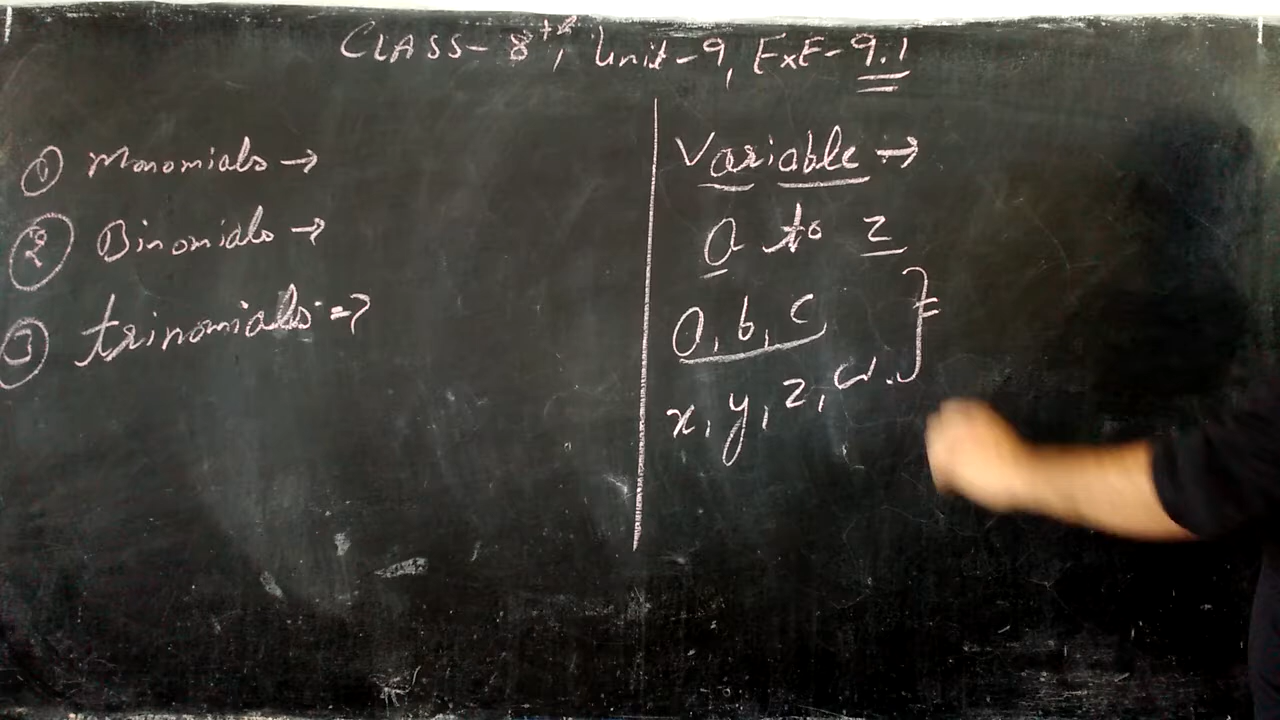 CLASS- 8th, Unit-9, ExE-9.1
① Monomials →
② Binomials →
③ trinomials :=>
Variable →
a to z
a, b, c }=
x, y, z, w.